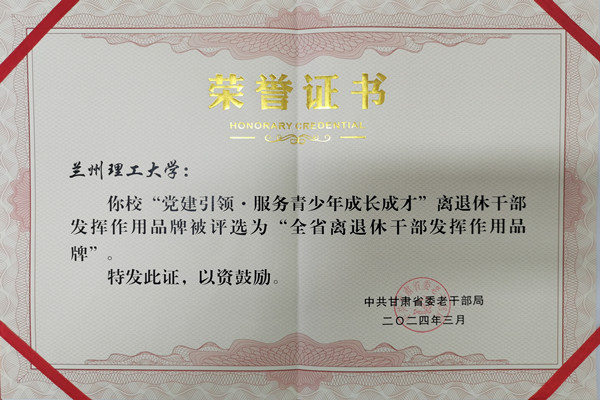 荣誉证书
HONORARY CREDENTIAL
兰州理工大学：
你校“党建引领·服务青少年成长成才”离退休干部
发挥作用品牌被评选为“全省离退休干部发挥作用品
牌”。
特发此证，以资鼓励。
中共甘肃省委老干部局
二〇二四年三月